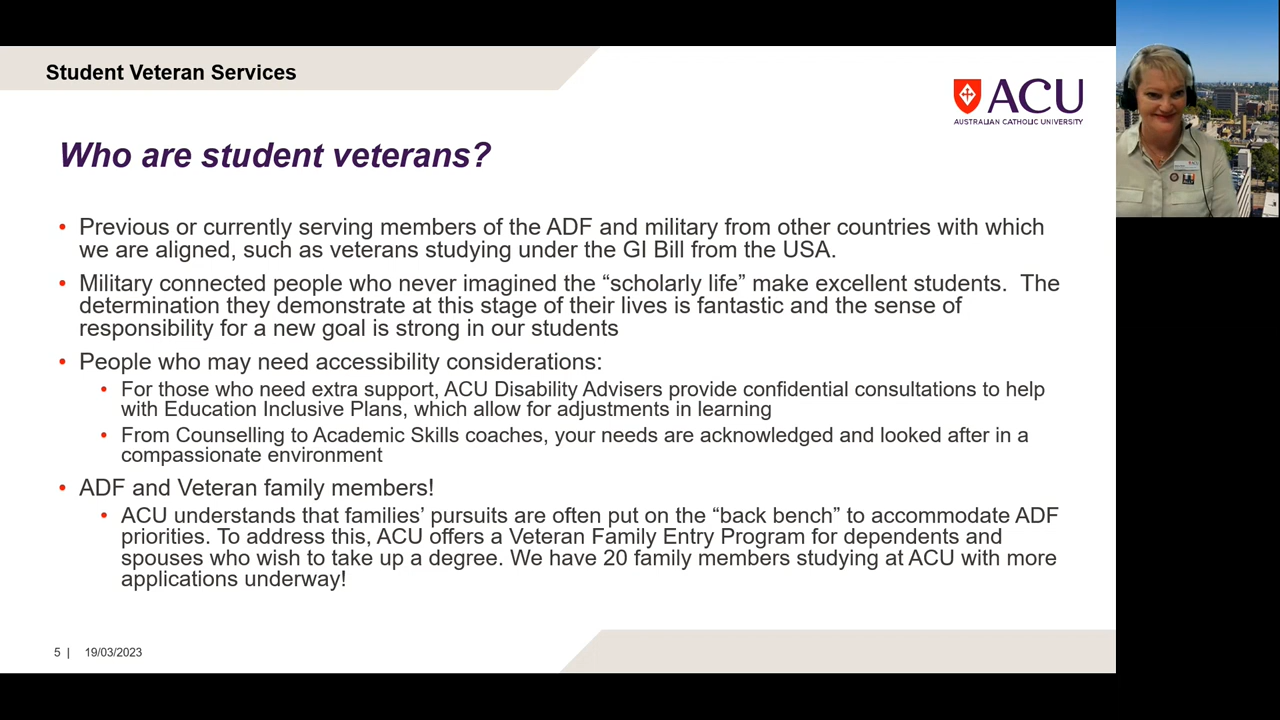 Student Veteran Services
ACU
AUSTRALIAN CATHOLIC UNIVERSITY
Who are student veterans?
• Previous or currently serving members of the ADF and military from other countries with which
we are aligned, such as veterans studying under the GI Bill from the USA.
• Military connected people who never imagined the “scholarly life” make excellent students.  The
determination they demonstrate at this stage of their lives is fantastic and the sense of
responsibility for a new goal is strong in our students
• People who may need accessibility considerations:
• For those who need extra support, ACU Disability Advisers provide confidential consultations to help
with Education Inclusive Plans, which allow for adjustments in learning
• From Counselling to Academic Skills coaches, your needs are acknowledged and looked after in a
compassionate environment
• ADF and Veteran family members!
• ACU understands that families’ pursuits are often put on the “back bench” to accommodate ADF
priorities. To address this, ACU offers a Veteran Family Entry Program for dependents and
spouses who wish to take up a degree. We have 20 family members studying at ACU with more
applications underway!
5 | 19/03/2023
ACU